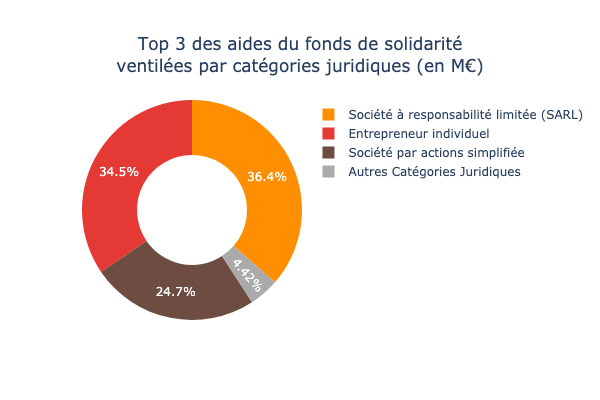 Top 3 des aides du fonds de solidarité
ventilées par catégories juridiques (en M€)
Société à responsabilité limitée (SARL)
Entrepreneur individuel
Société par actions simplifiée
Autres Catégories Juridiques
34.5%
36.4%
4.42%
24.7%